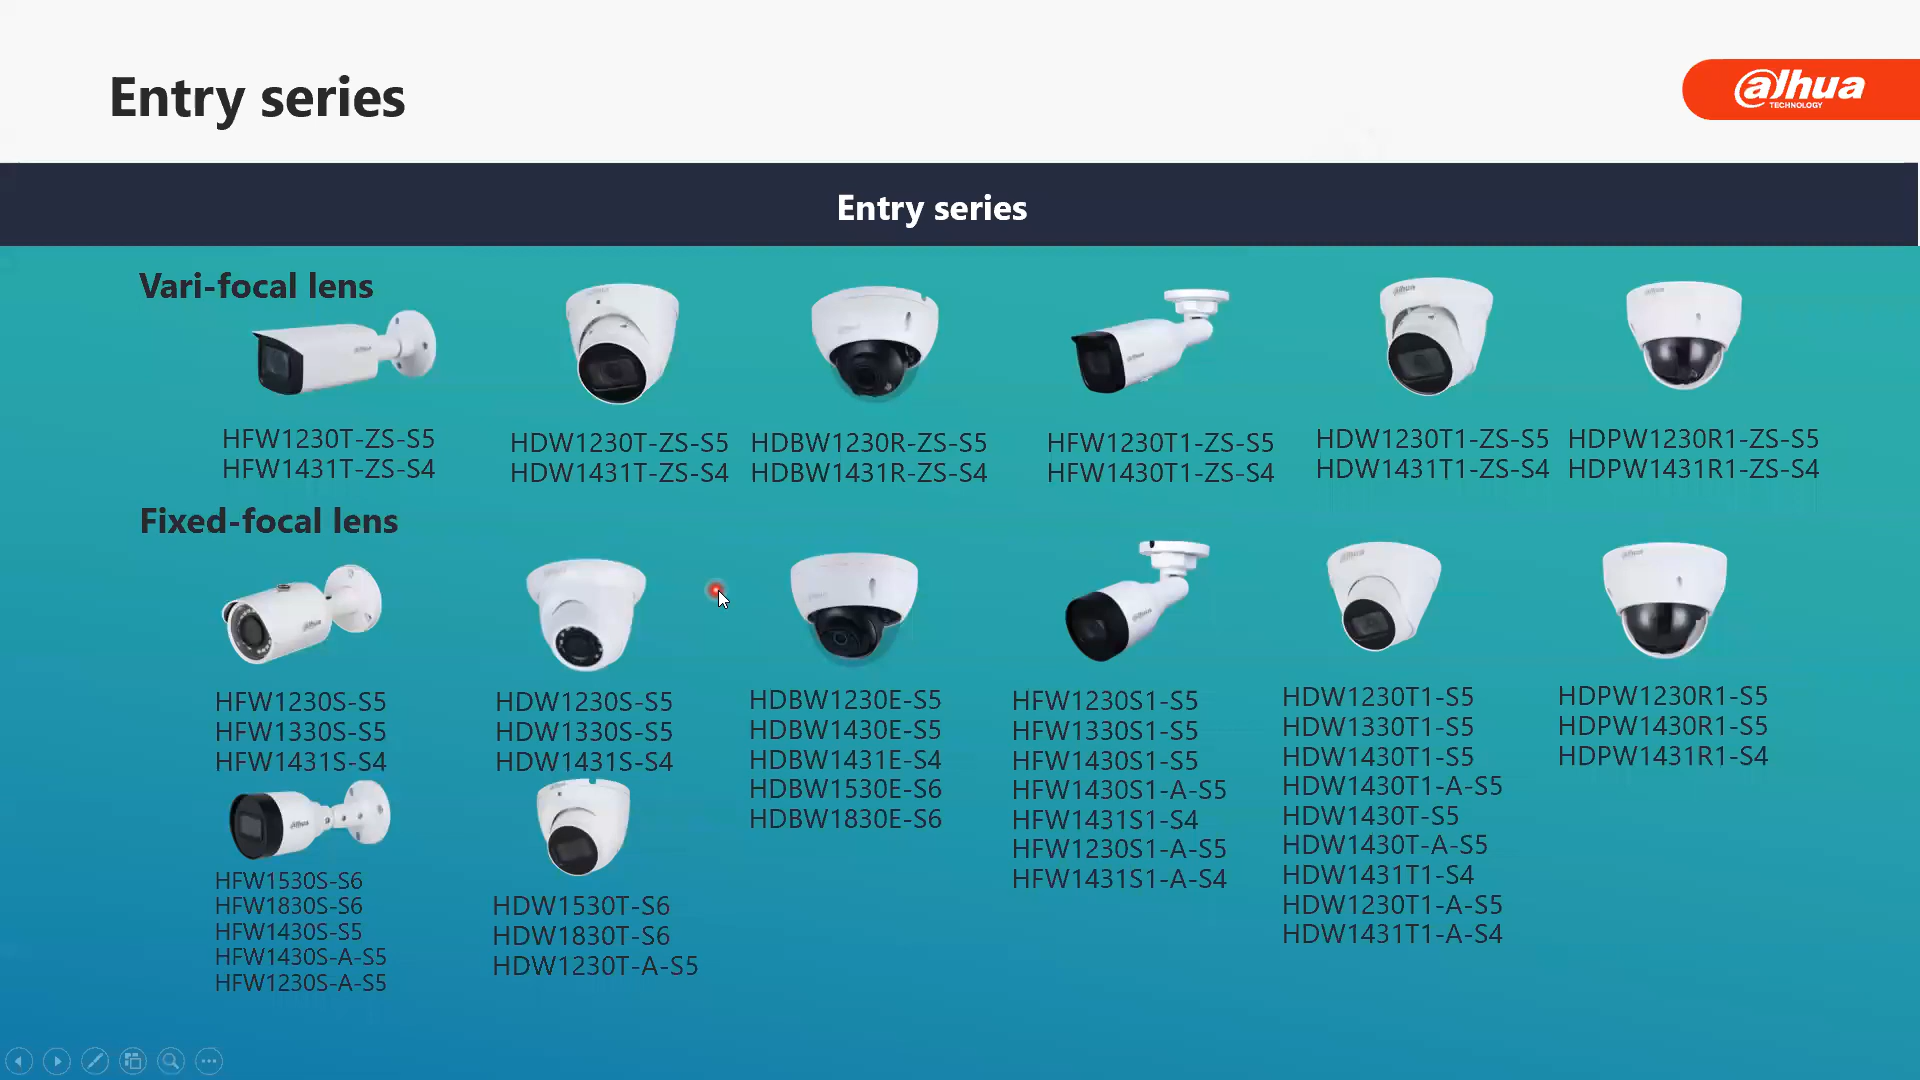 Entry series
alhua
TECHNOLOGY
Entry series
Vari-focal lens
HFW1230T-ZS-S5
HFW1431T-ZS-S4
HDW1230T-ZS-S5
HDW1431T-ZS-S4
HDBW1230R-ZS-S5
HDBW1431R-ZS-S4
HFW1230T1-ZS-S5
HFW1430T1-ZS-S4
HDW1230T1-ZS-S5
HDW1431T1-ZS-S4
HDPW1230R1-ZS-S5
HDPW1431R1-ZS-S4
Fixed-focal lens
HFW1230S-S5
HFW1330S-S5
HFW1431S-S4
HFW1530S-S6
HFW1830S-S6
HFW1430S-S5
HFW1430S-A-S5
HFW1230S-A-S5
HDW1230S-S5
HDW1330S-S5
HDW1431S-S4
HDW1530T-S6
HDW1830T-S6
HDW1230T-A-S5
HDBW1230E-S5
HDBW1430E-S5
HDBW1431E-S4
HDBW1530E-S6
HDBW1830E-S6
HFW1230S1-S5
HFW1330S1-S5
HFW1430S1-S5
HFW1430S1-A-S5
HFW1431S1-S4
HFW1230S1-A-S5
HFW1431S1-A-S4
HDW1230T1-S5
HDW1330T1-S5
HDW1430T1-S5
HDW1430T1-A-S5
HDW1430T-S5
HDW1430T-A-S5
HDW1431T1-S4
HDW1230T1-A-S5
HDW1431T1-A-S4
HDPW1230R1-S5
HDPW1430R1-S5
HDPW1431R1-S4